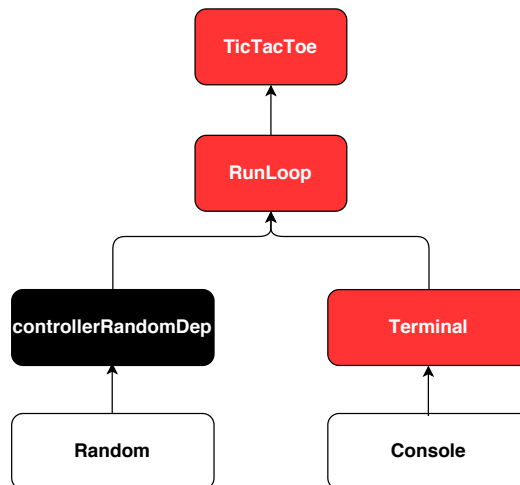 TicTacToe
RunLoop
controllerRandomDep
Terminal
Random
Console